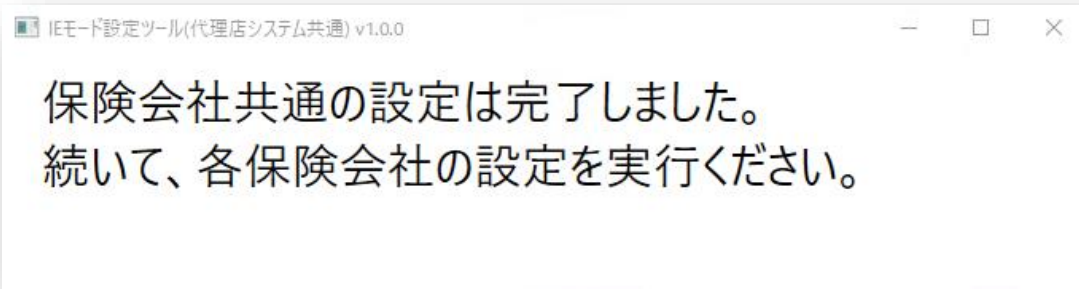 IEモード設定ツール(代理店システム共通) v1.0.0
保険会社共通の設定は完了しました。
続いて、各保険会社の設定を実行ください。